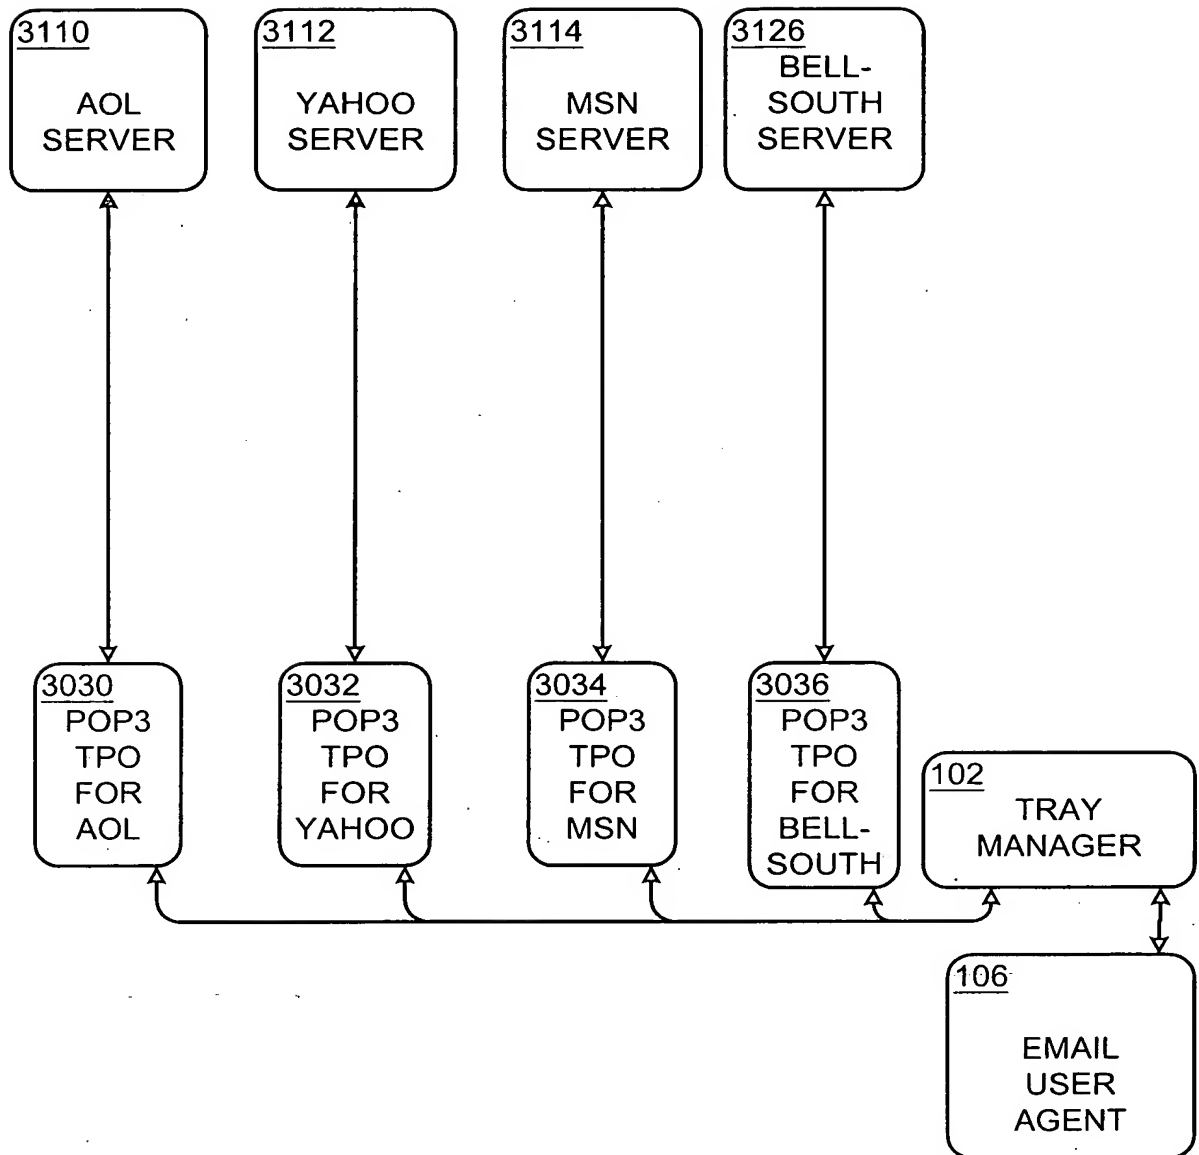 3110
AOL
SERVER
3112
YAHOO
SERVER
3114
MSN
SERVER
3126
BELL-
SOUTH
SERVER
3030
POP3
TPO
FOR
AOL
3032
POP3
TPO
FOR
YAHOO
3034
POP3
TPO
FOR
MSN
3036
POP3
TPO
FOR
BELL-
SOUTH
102
TRAY
MANAGER
106
EMAIL
USER
AGENT